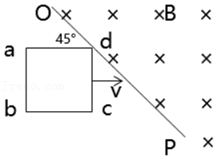 O × × ×B ×
a 45° d × × ×
v × ×
b c
P ×